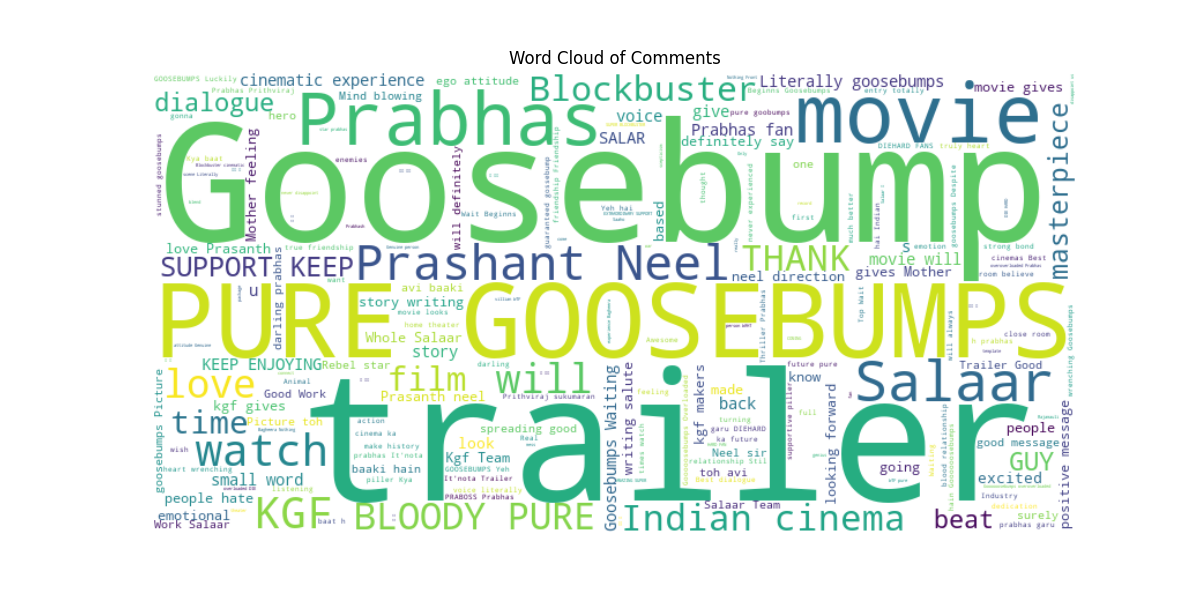 Word Cloud of Comments
GOOSEBUMPS Luckily
cinematic experience
ego attitude
Blockbuster
Literally goosebumps
movie gives
Prabhas Prithviraj
Mind blowing
Beginns Goosebumps
entry totally
dialogue
Prabhas
voice
give
pure goobumps
movie
gonna
hero
SALAR
Prabhas fan
definitely say
masterpiece
Goosebump
Mother feeling
enemies
will definitely
DIEHARD FANS
truly heart
Kya baat
stunned goosebumps
guaranteed goosebump
friendship friendship
thought
one
never experienced
first
much better
hai Indian
goosebumps Despite
Wait Beginns
Yeh hai
based
love Prasanth
true friendship
S
emotion
strong bond
SUPPORT KEEP
Prashant Neel
THANK
movie will
cinemas Best
u
want
neel direction
gives Mother
room believe
darling prabhas
avi baaki
story writing
movie looks
PURE GOOSEBUMPS
home theater
Whole Salaar
story
Awesome
Thriller Prabhas
Top Wait
will always
close room
h prabhas
template
wrenching Goosebumps
KEEP ENJOYING
Rebel star
darling
future pure
Trailer Good
goosebumps Picture
love
Animal
Good Work
film
will
Prasanth neel
Prithviraj sukumaran
Goosebumps Waiting
writing salute
feeling
kgf makers
made
know
Salaar
kgf gives
time
Picture toh
action
cinema ka
spreading good
Real
back
turning
full
supportive piller
looking forward
people
wish
watch
make history
prabhas It'nota
look
Kgf Team
times watch
garu DIEHARD
ka future
Neel sir
relationship Stil
good message
heart wrenching
trailer
baaki hain
GOOSEBUMPS Yeh
toh avi
going
GUY
small word
piller Kya
It'nota Trailer
Best dialogue
excited
positive message
people hate
Listening
voice literally
PRABOSS Prabhas
blood relationship
Industry
emotional
KGF
BLOODY PURE
Salaar Team
Indian cinema
beat
Dedication
surely
Work Salaar
baat h
prabhas garu